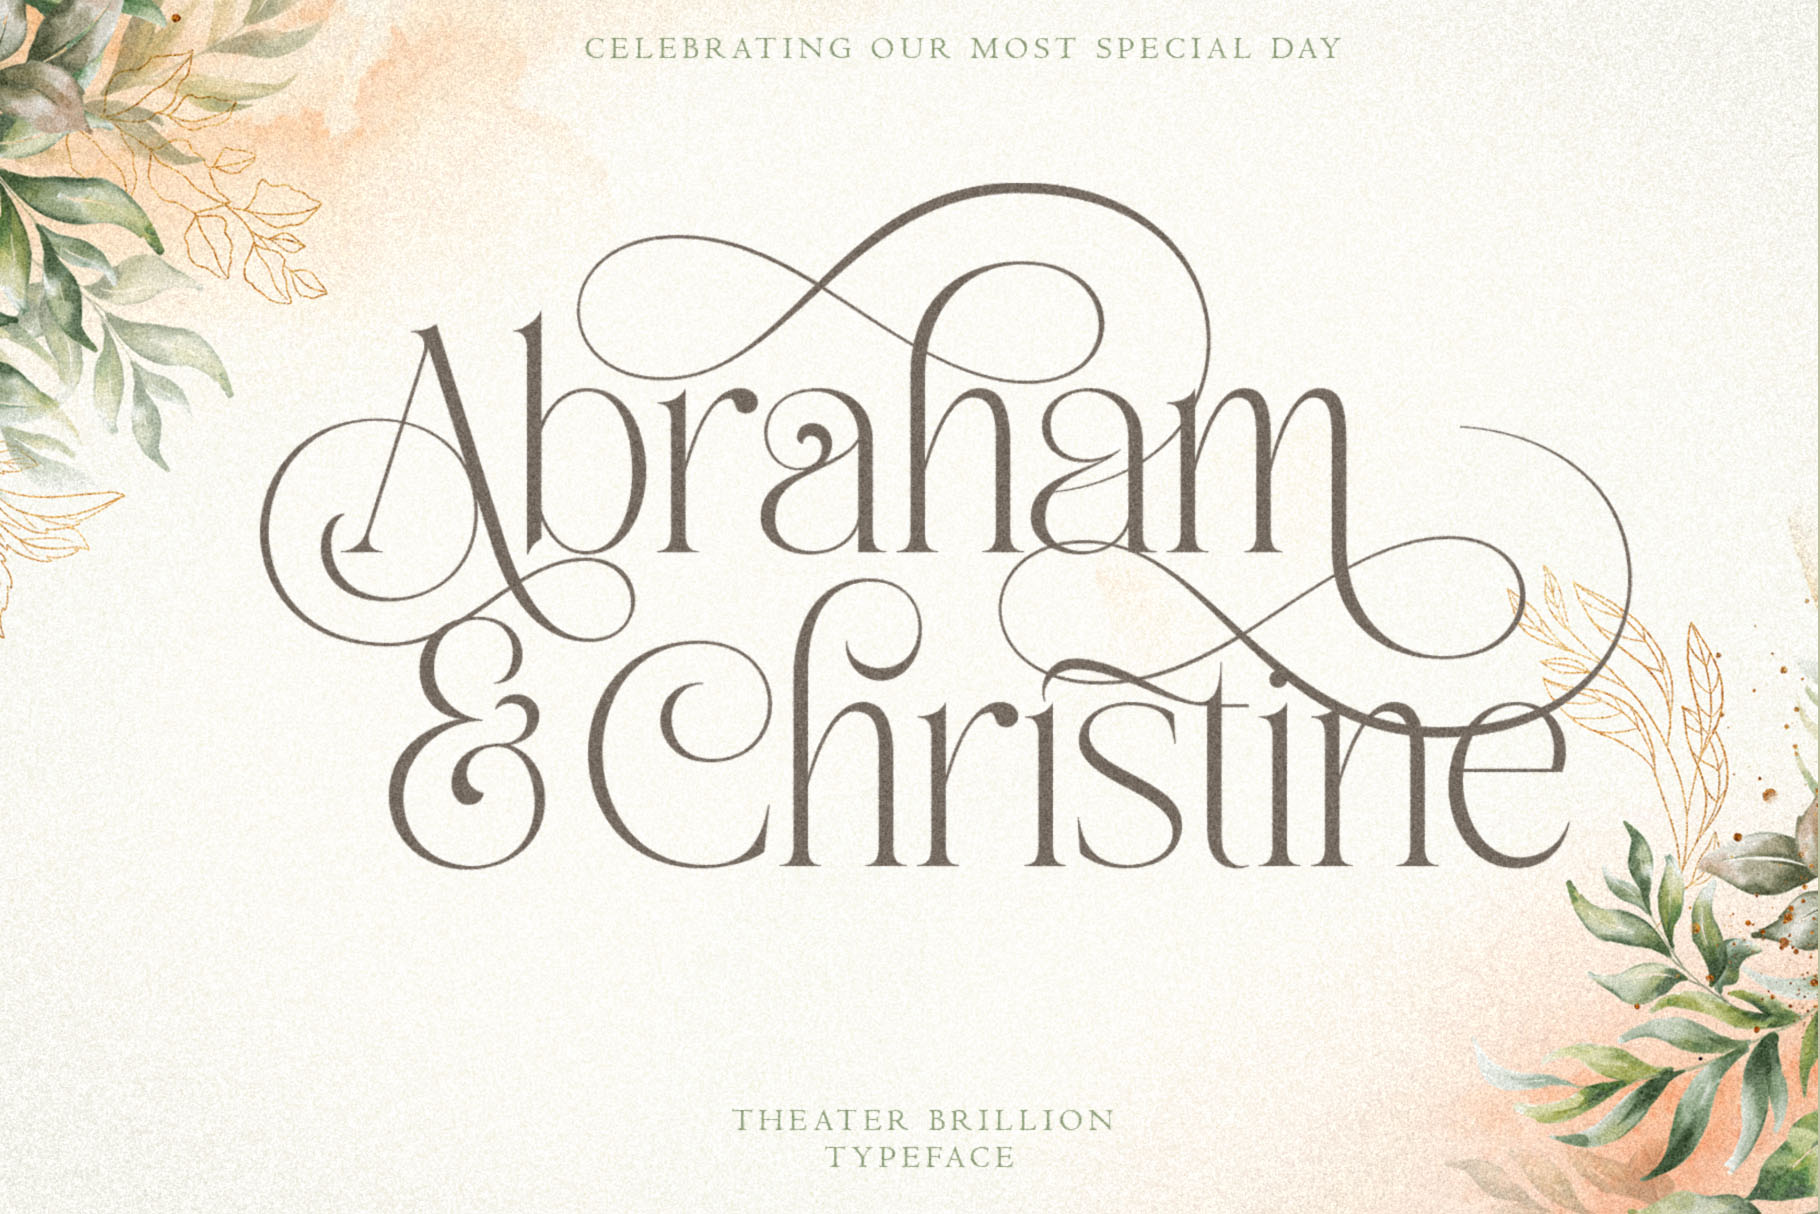 CELEBRATING OUR MOST SPECIAL DAY
Abraham
& Christine
THEATER BRILLION
TYPEFACE